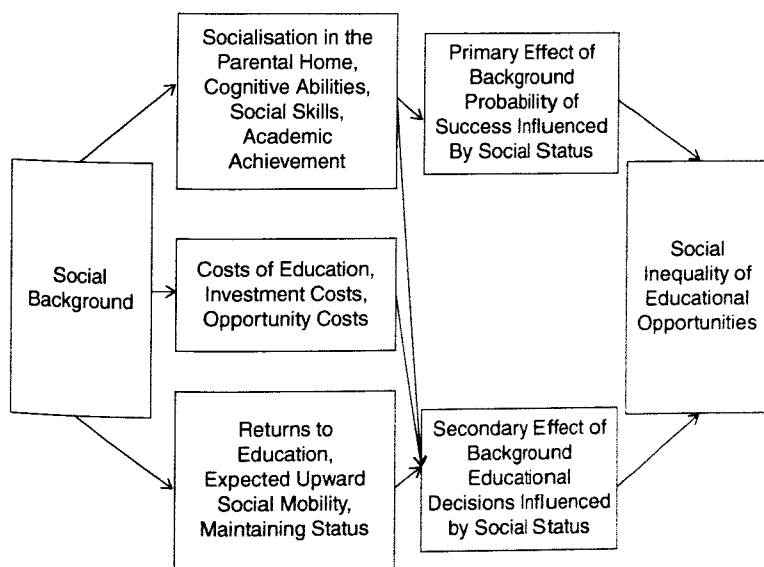 Socialisation in the
Parental Home,
Cognitive Abilities,
Social Skills,
Academic
Achievement
Primary Effect of
Background
Probability of
Success Influenced
By Social Status
Social
Background
Costs of Education,
Investment Costs,
Opportunity Costs
Social
Inequality of
Educational
Opportunities
Returns to
Education,
Expected Upward
Social Mobility,
Maintaining Status
Secondary Effect of
Background
Educational
Decisions Influenced
by Social Status